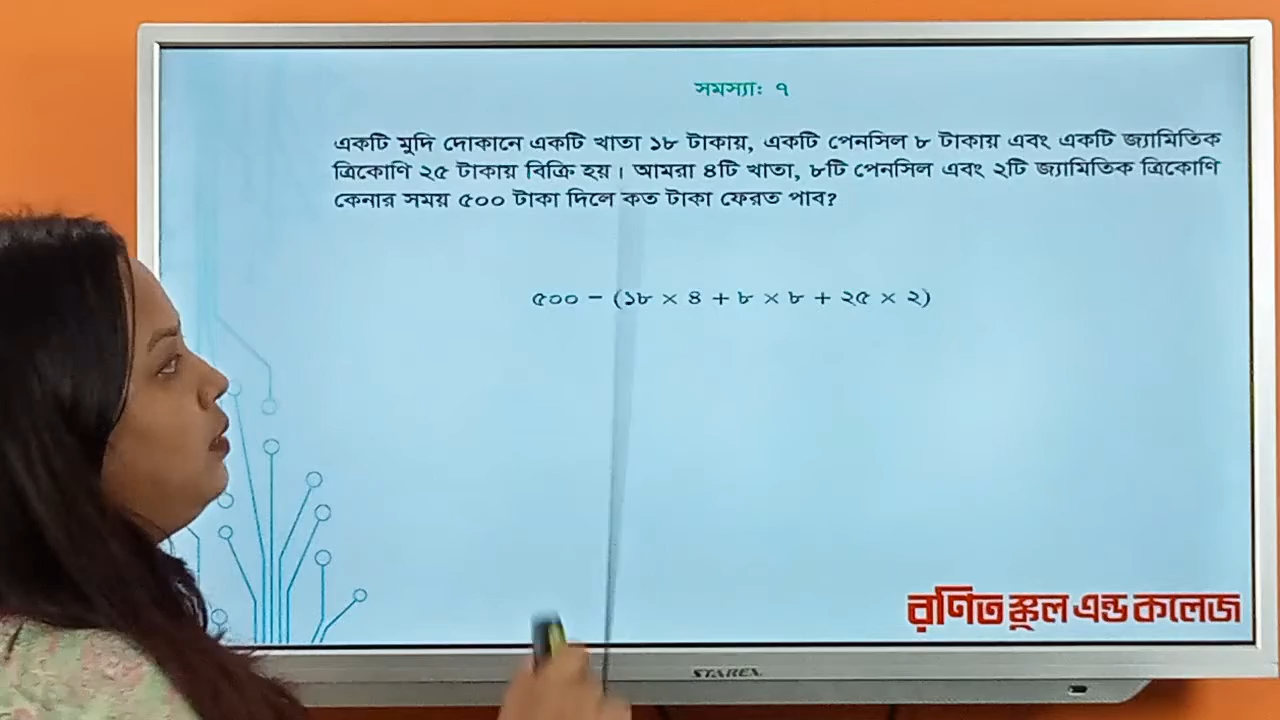 সমস্যাঃ ৭
একটি মুদি দোকানে একটি খাতা ১৮ টাকায়, একটি পেনসিল ৮ টাকায় এবং একটি জ্যামিতিক
ত্রিকোণি ২৫ টাকায় বিক্রি হয়। আমরা ৪টি খাতা, ৮টি পেনসিল এবং ২টি জ্যামিতিক ত্রিকোণি
কেনার সময় ৫০০ টাকা দিলে কত টাকা ফেরত পাব?
৫০০ − (১৮ × ৪ + ৮ × ৮ + ২৫ × ২)
রণিত স্কুল এন্ড কলেজ
STAREX